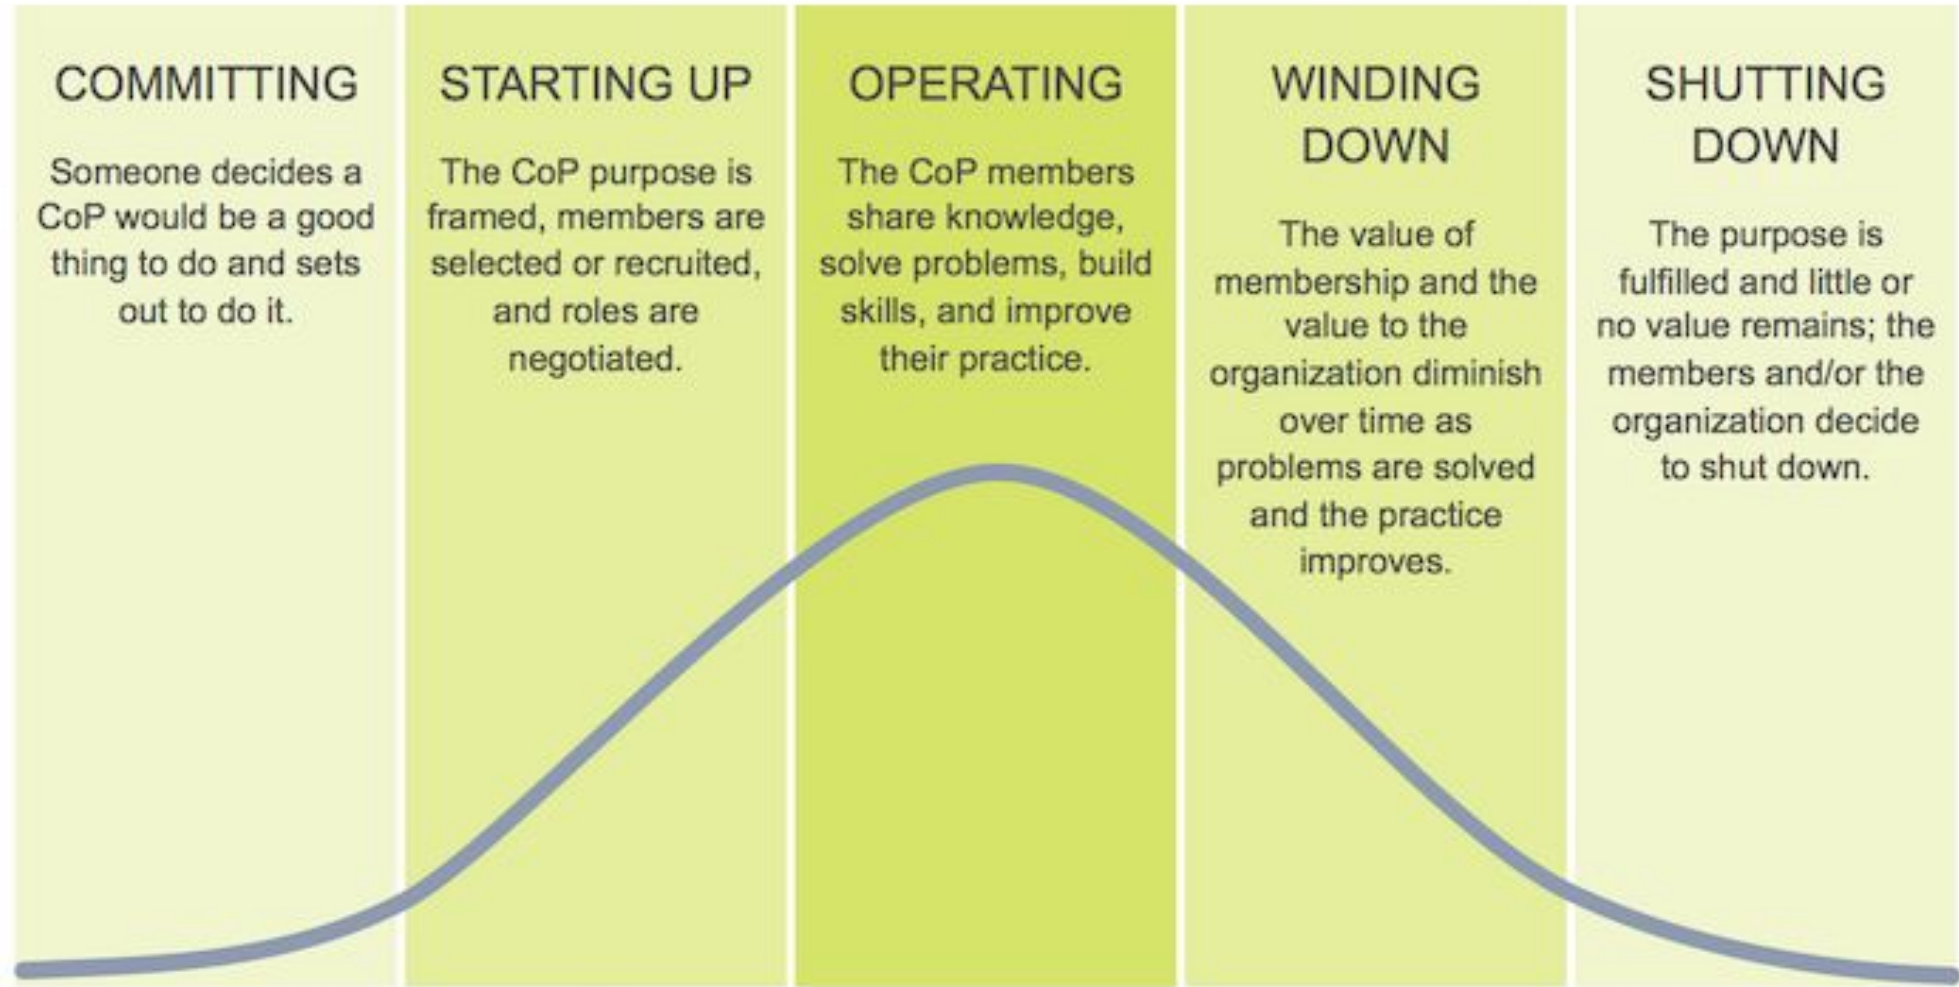 COMMITTING
Someone decides a
CoP would be a good
thing to do and sets
out to do it.
STARTING UP
The CoP purpose is
framed, members are
selected or recruited,
and roles are
negotiated.
OPERATING
The CoP members
share knowledge,
solve problems, build
skills, and improve
their practice.
WINDING
DOWN
The value of
membership and the
value to the
organization diminish
over time as
problems are solved
and the practice
improves.
SHUTTING
DOWN
The purpose is
fulfilled and little or
no value remains; the
members and/or the
organization decide
to shut down.